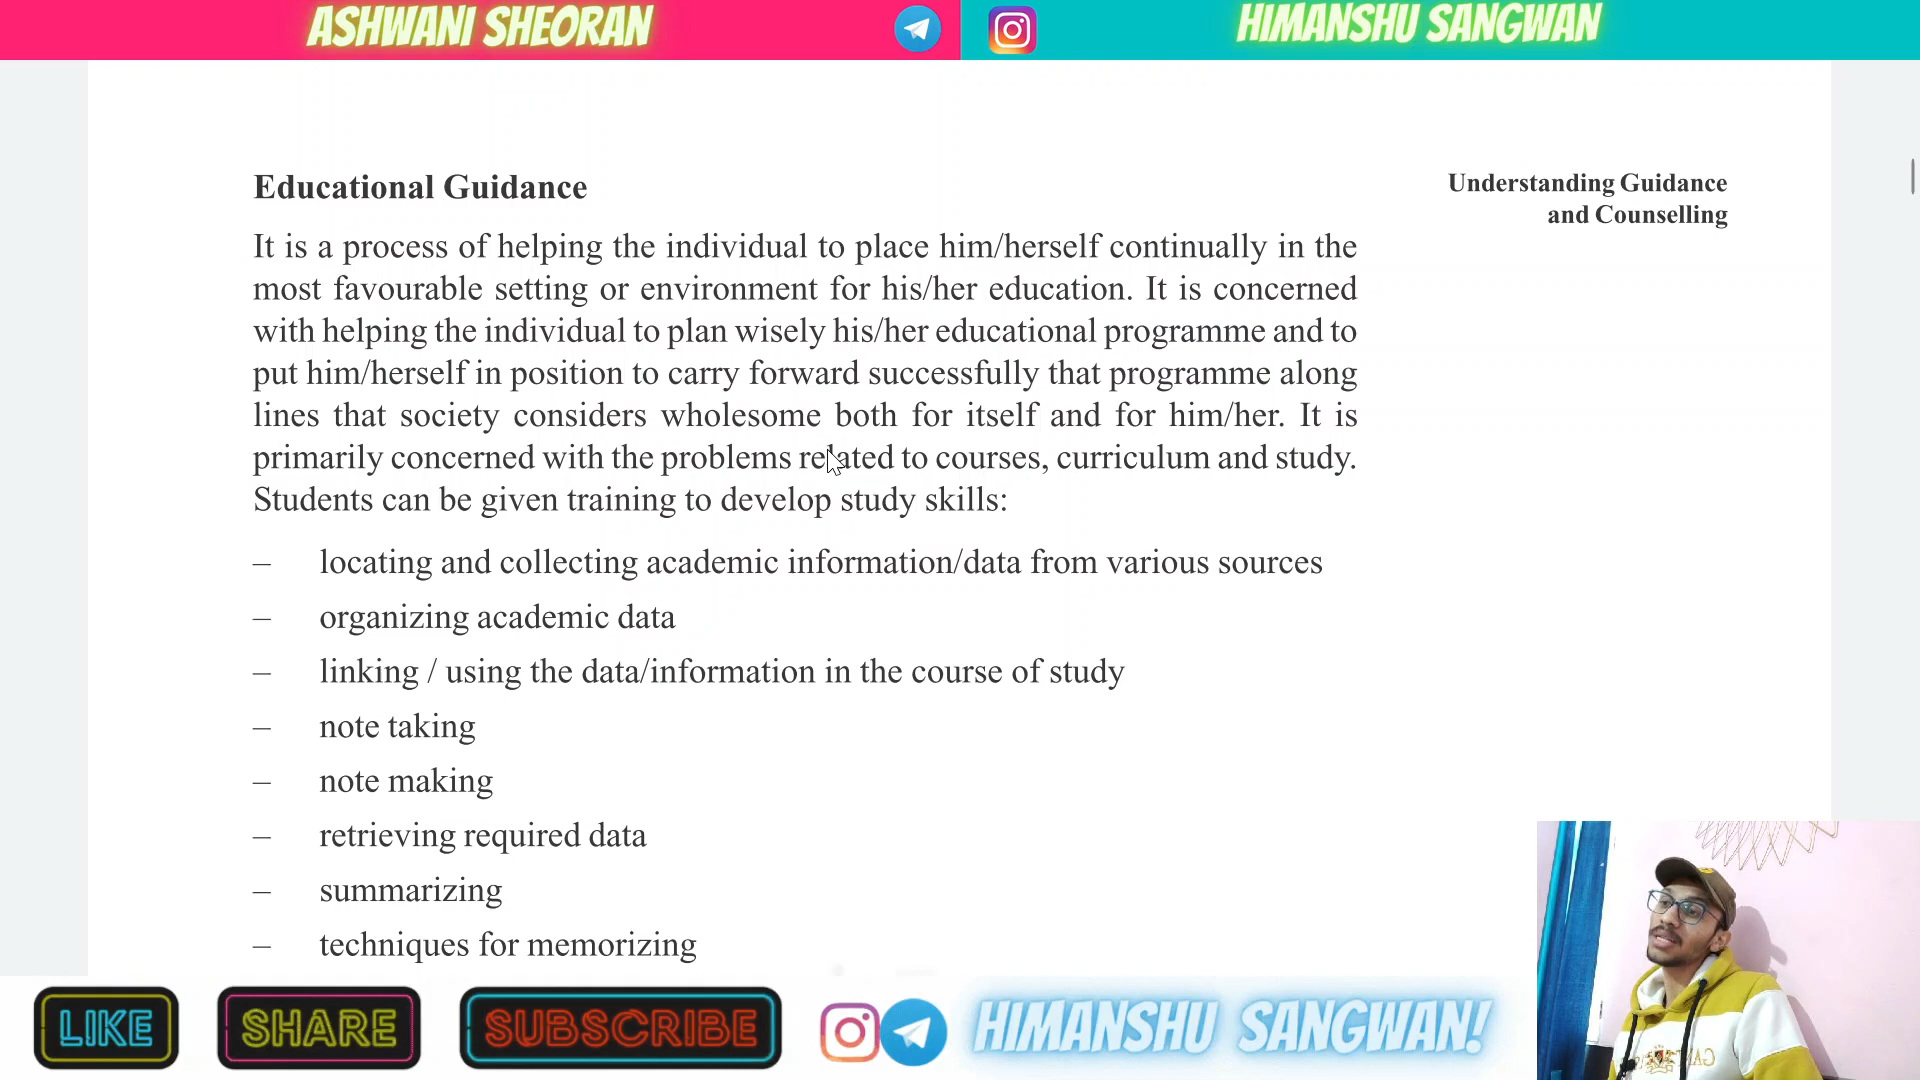 ASHWANI SHEORAN
HIMANSHU SANGWAN
Educational Guidance
Understanding Guidance
and Counselling
It is a process of helping the individual to place him/herself continually in the
most favourable setting or environment for his/her education. It is concerned
with helping the individual to plan wisely his/her educational programme and to
put him/herself in position to carry forward successfully that programme along
lines that society considers wholesome both for itself and for him/her. It is
primarily concerned with the problems related to courses, curriculum and study.
Students can be given training to develop study skills:
– locating and collecting academic information/data from various sources
– organizing academic data
– linking / using the data/information in the course of study
– note taking
– note making
– retrieving required data
– summarizing
– techniques for memorizing
LIKE
SHARE
SUBSCRIBE
HIMANSHU SANGWAN!